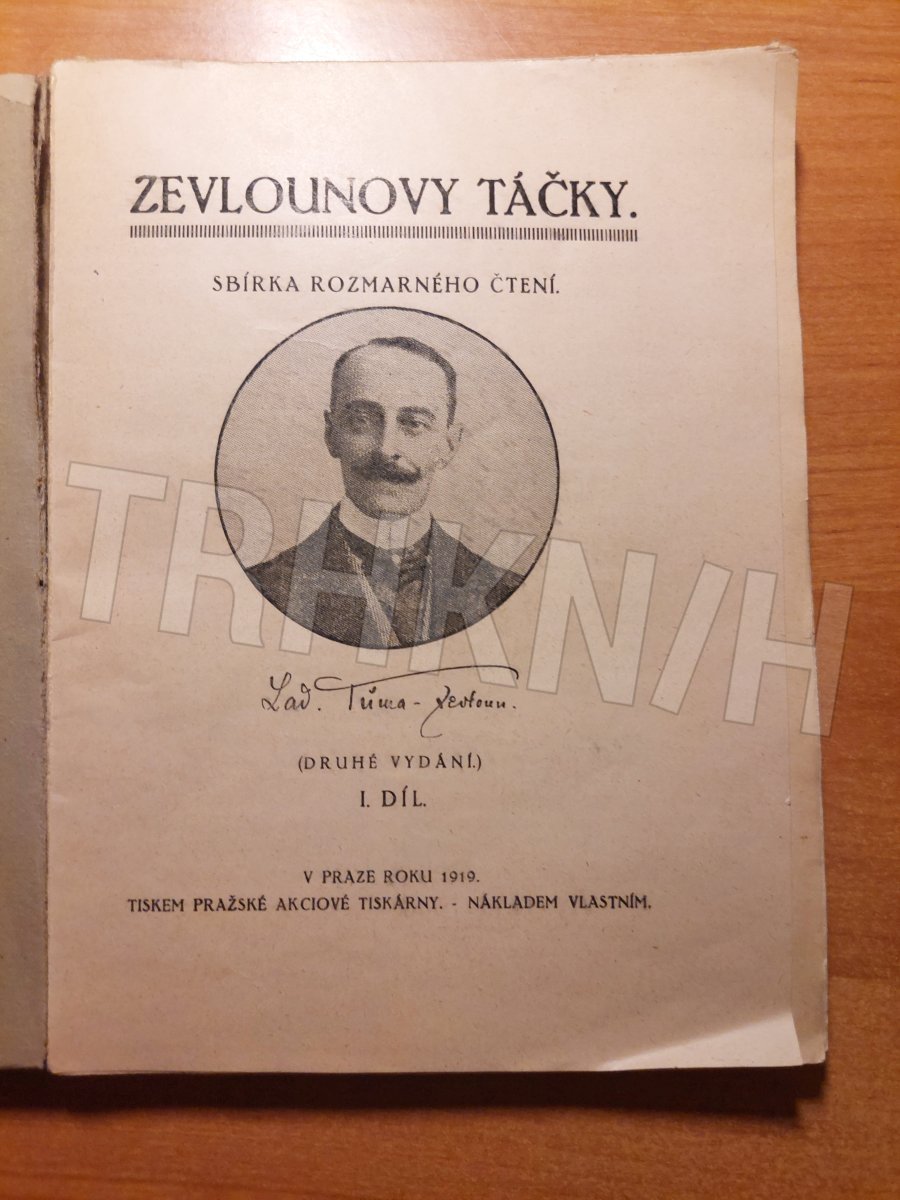 ZEVLOUNOVY TÁČKY.
SBÍRKA ROZMARNÉHO ČTENÍ.
TRHKN/H
Lad. Tůma-Zevloun.
(DRUHÉ VYDÁNÍ.)
I. DÍL.
V PRAZE ROKU 1919.
TISKEM PRAŽSKÉ AKCIOVÉ TISKÁRNY. - NÁKLADEM VLASTNÍM.